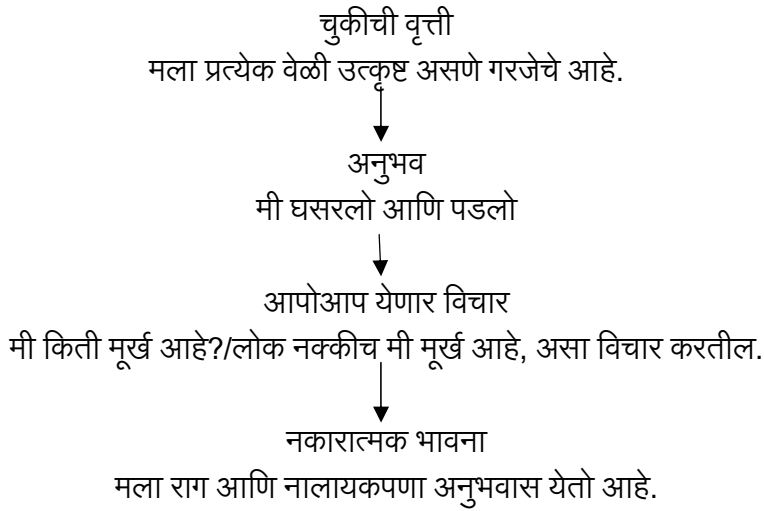 चुकीची वृत्ती
मला प्रत्येक वेळी उत्कृष्ट असणे गरजेचे आहे.
अनुभव
मी घसरलो आणि पडलो
आपोआप येणार विचार
मी किती मूर्ख आहे?/लोक नक्कीच मी मूर्ख आहे, असा विचार करतील.
नकारात्मक भावना
मला राग आणि नालायकपणा अनुभवास येतो आहे.